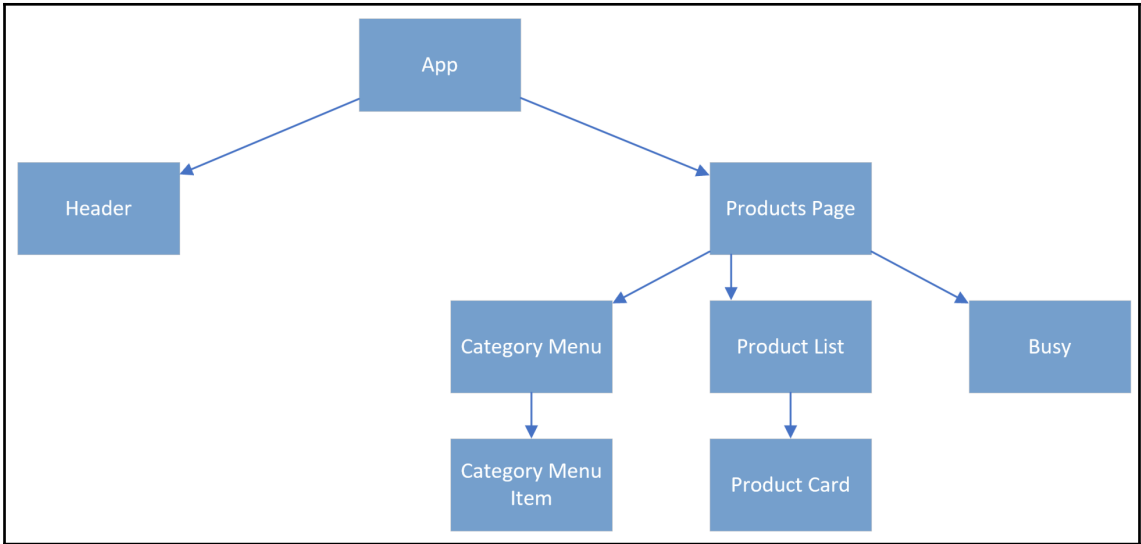 App
Header
Products Page
Category Menu
Product List
Busy
Category Menu
Item
Product Card